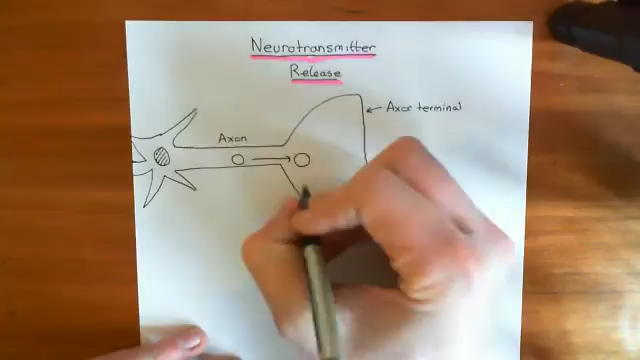 Neurotransmitter
Release
Axon terminal
Axon